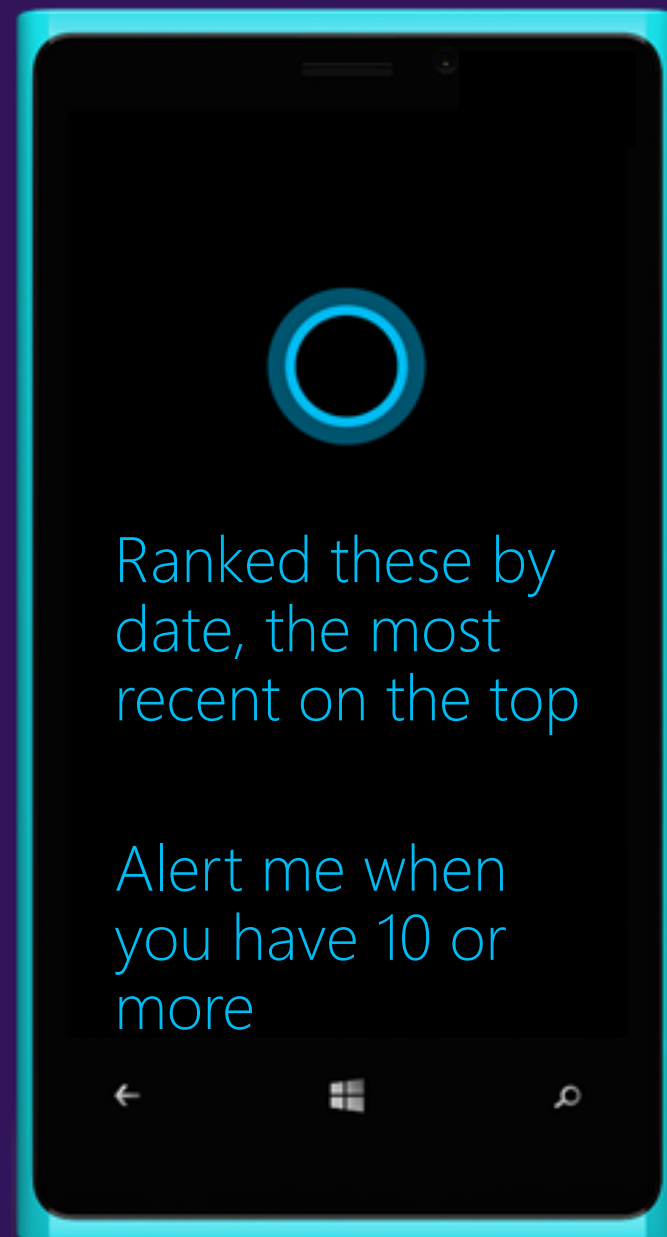 Ranked these by
date, the most
recent on the top
Alert me when
you have 10 or
more